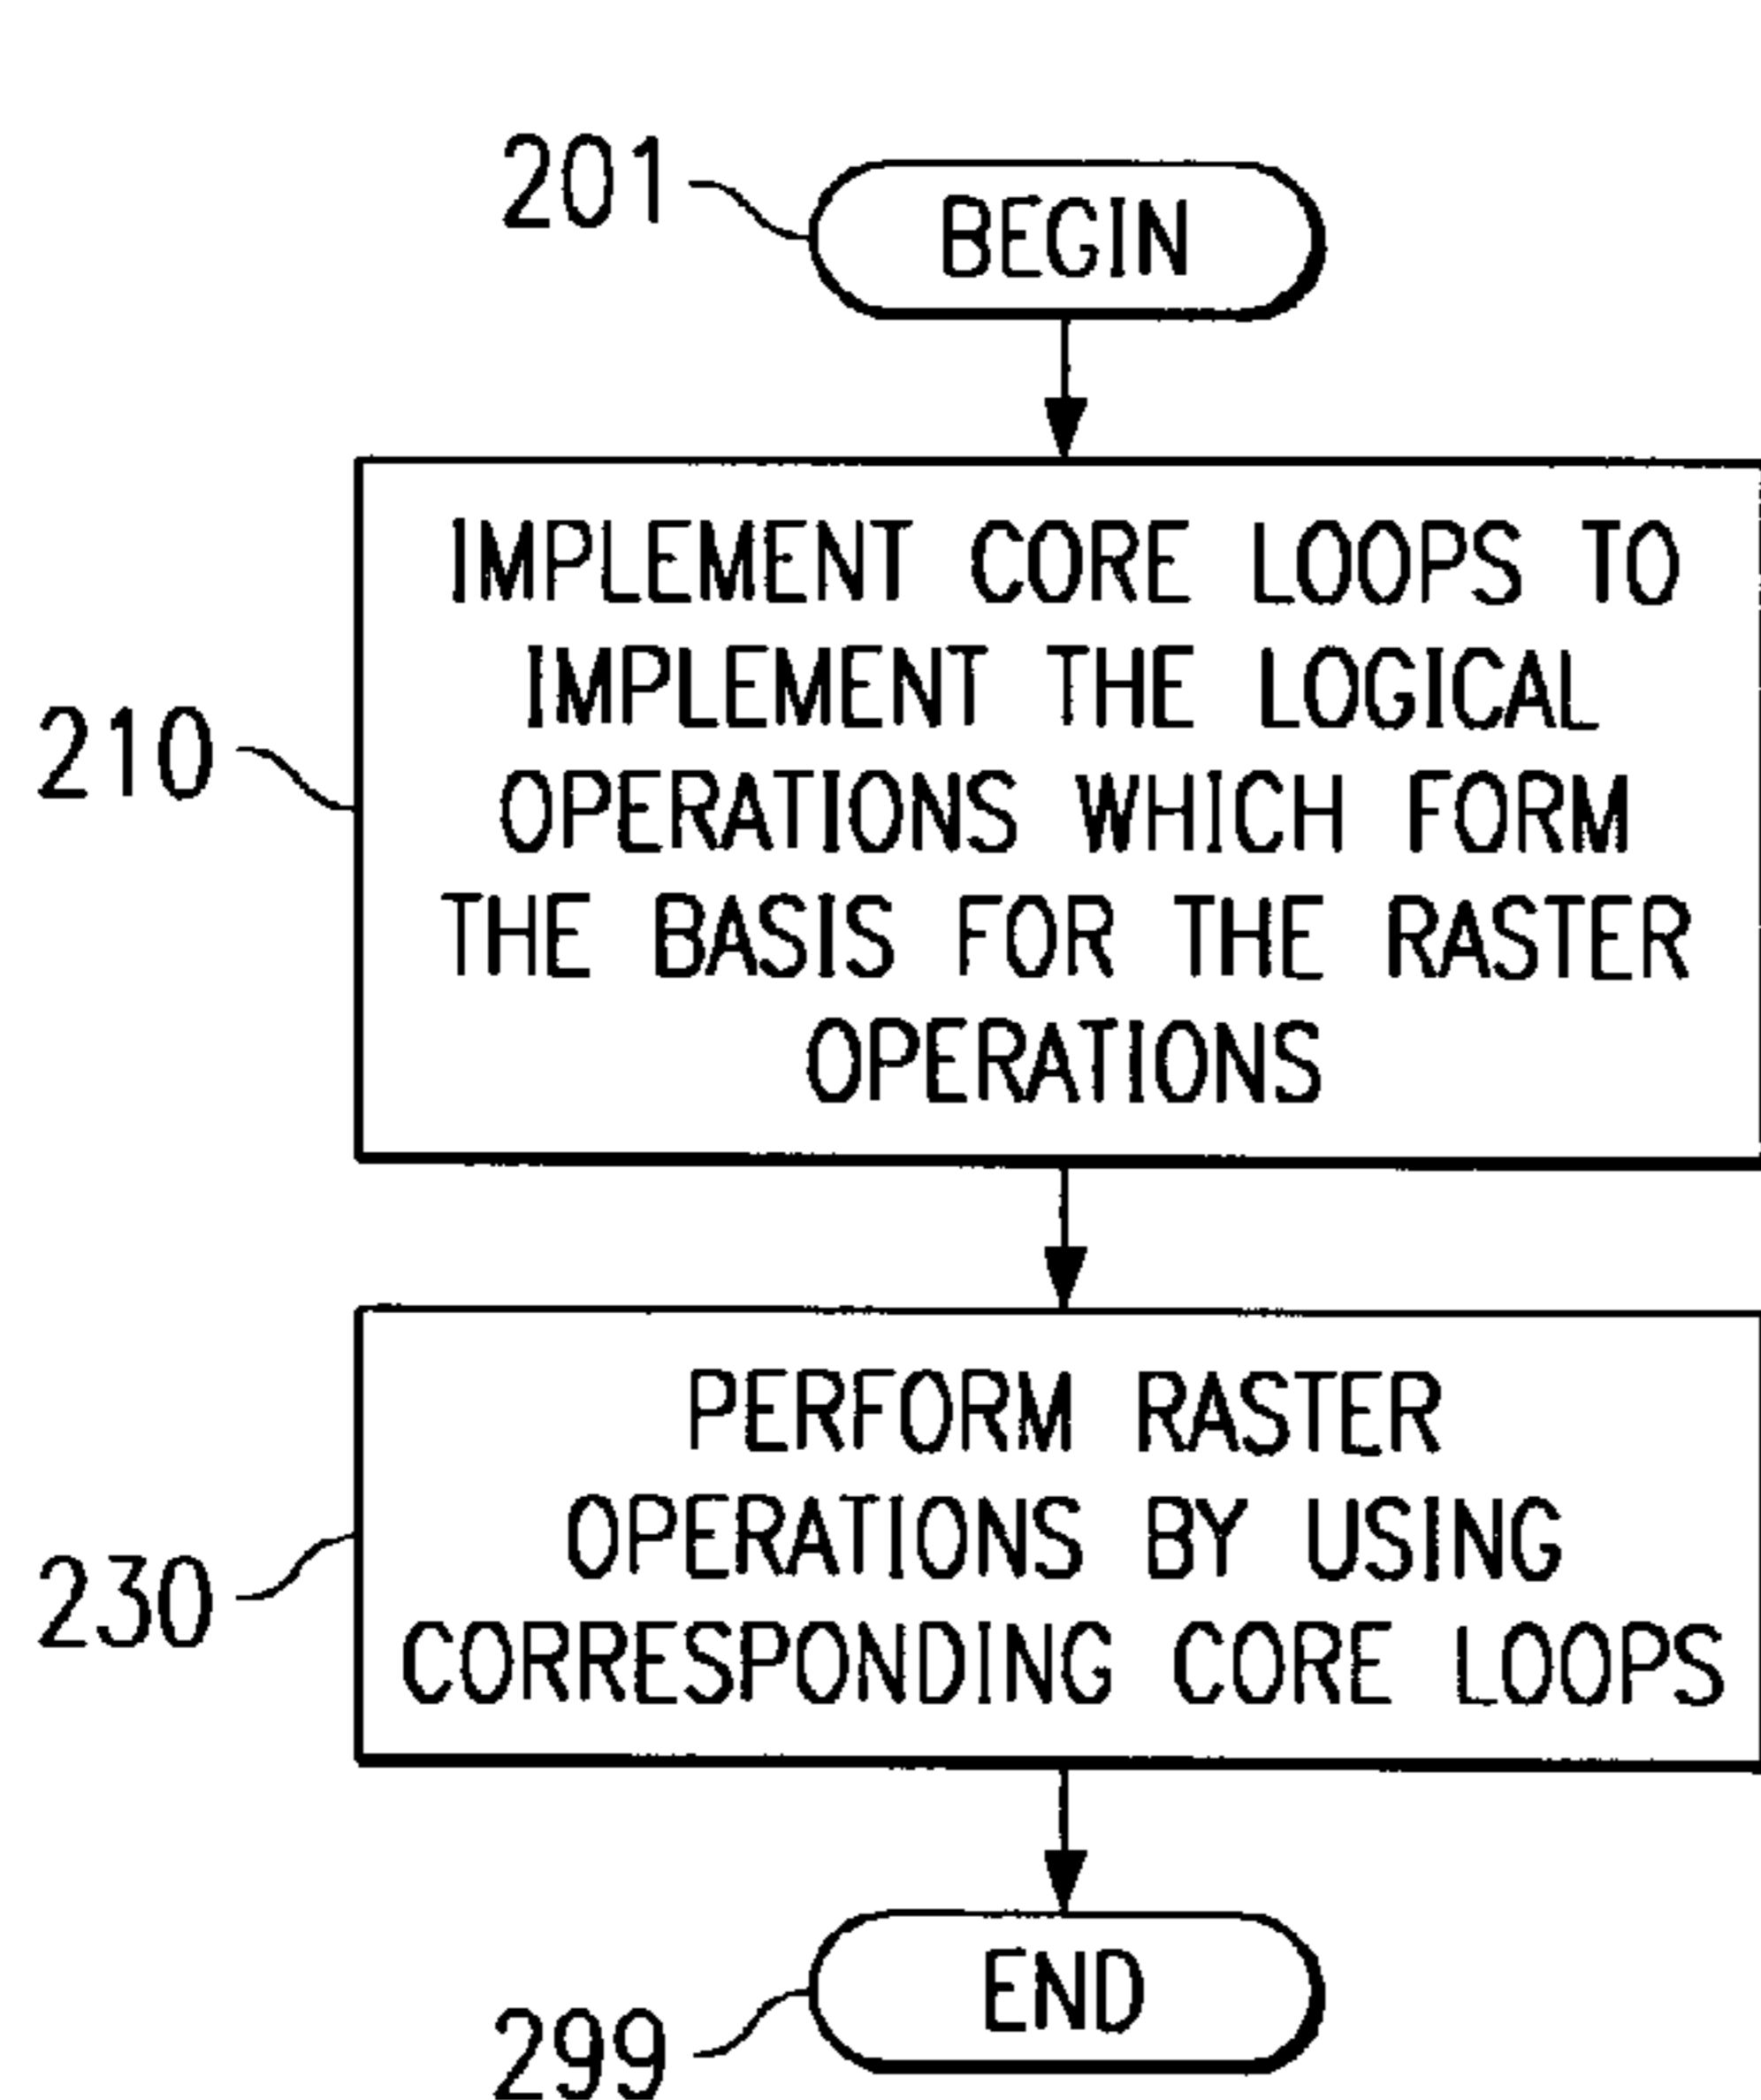 201
BEGIN
IMPLEMENT CORE LOOPS TO
IMPLEMENT THE LOGICAL
OPERATIONS WHICH FORM
THE BASIS FOR THE RASTER
OPERATIONS
210
PERFORM RASTER
OPERATIONS BY USING
CORRESPONDING CORE LOOPS
230
END
299